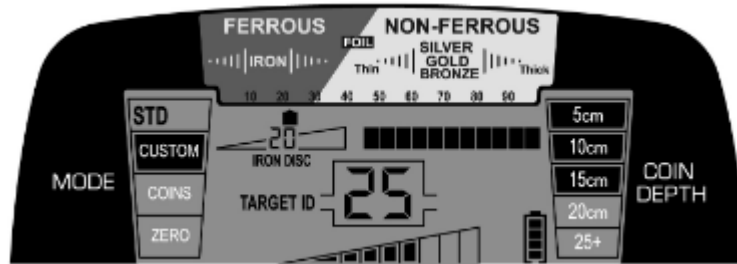 FERROUS
NON-FERROUS
FOIL
IRON
Thin
SILVER
GOLD
BRONZE
Thick
10 20 30 40 50 60 70 80 90
MODE
STD
CUSTOM
COINS
ZERO
20
IRON DISC
TARGET ID
25
5cm
10cm
15cm
20cm
25+
COIN
DEPTH